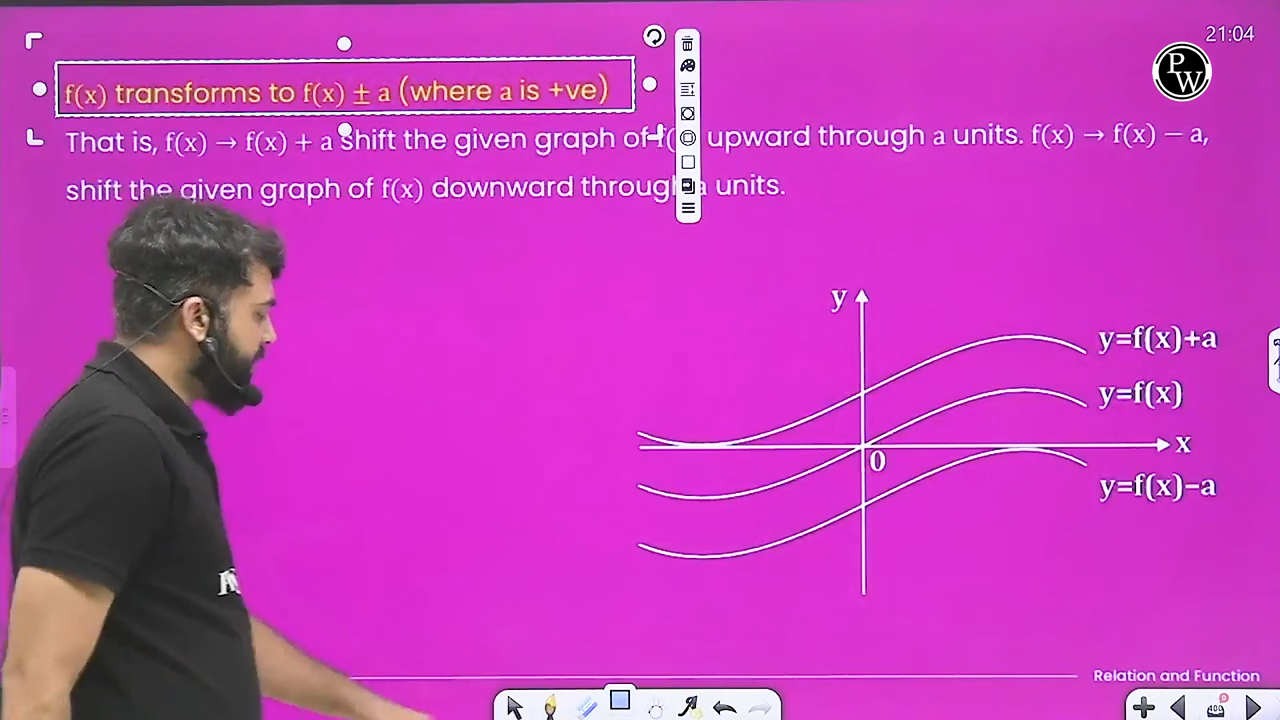 21:04
PW
f(x) transforms to f(x) ± a (where a is +ve)
That is, f(x) → f(x) + a shift the given graph of f( upward through a units. f(x) → f(x) − a,
shift the given graph of f(x) downward through a units.
y
y=f(x)+a
y=f(x)
x
0
y=f(x)−a
Relation and Function